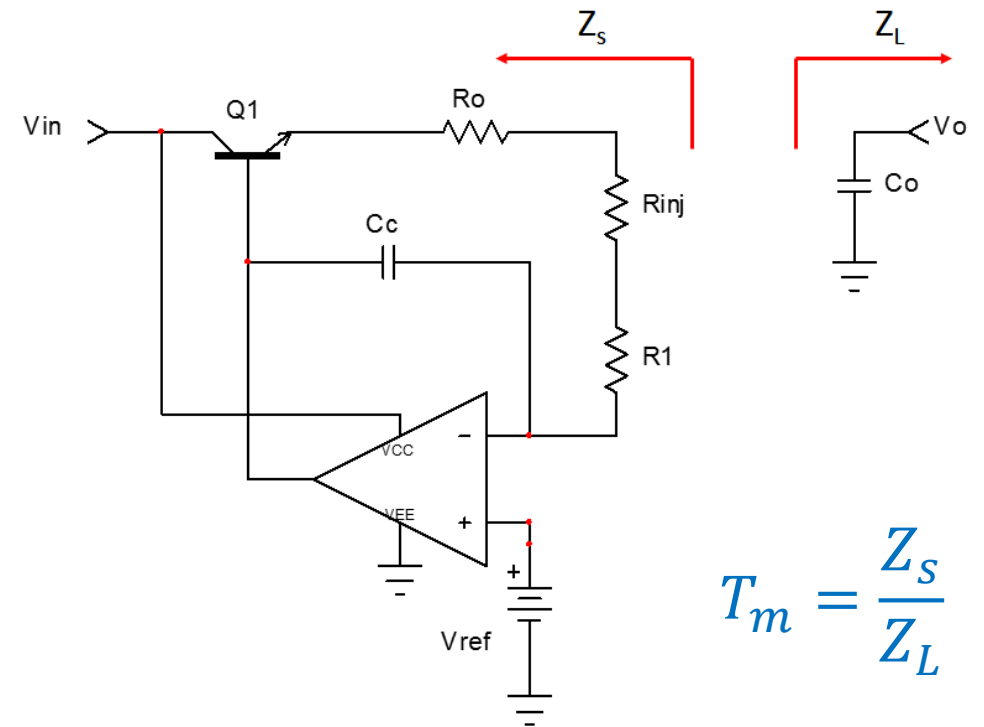 Zs
ZL
Vin
Q1
Ro
Vo
Co
Rinj
Cc
R1
-
VCC
VEE
+
+
Vref
Tm = Zs/ZL